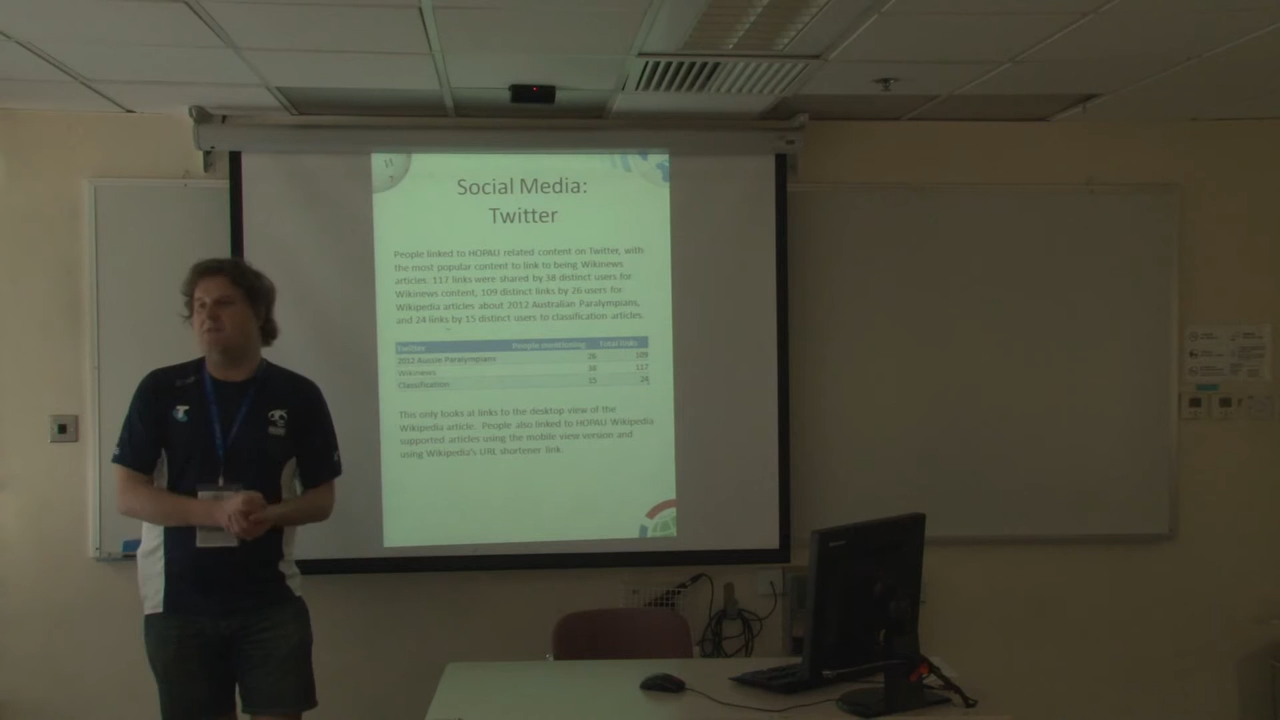 Social Media:
Twitter
People linked to HOPAU related content on Twitter, with
the most popular content to link to being Wikinews
articles. 117 links were shared by 38 distinct users for
Wikinews content, 109 distinct links by 26 users for
Wikipedia articles about 2012 Australian Paralympians,
and 24 links by 15 distinct users to classification articles.
Twitter People mentioning Total links
2012 Aussie Paralympians 26 109
Wikinews 38 117
Classification 15 24
This only looks at links to the desktop view of the
Wikipedia article. People also linked to HOPAU Wikipedia
supported articles using the mobile view version and
using Wikipedia's URL shortener link.